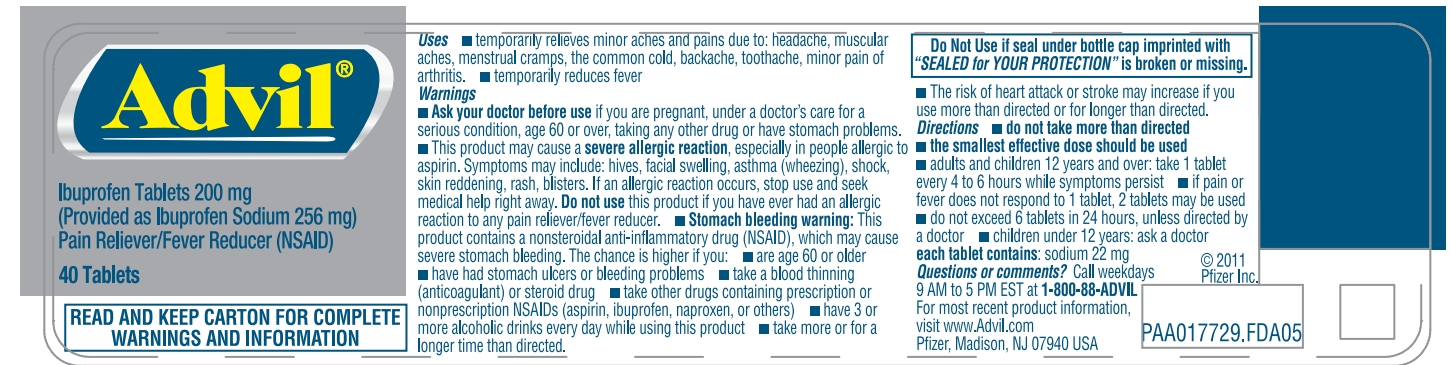 Advil®
Ibuprofen Tablets 200 mg
(Provided as Ibuprofen Sodium 256 mg)
Pain Reliever/Fever Reducer (NSAID)
40 Tablets
READ AND KEEP CARTON FOR COMPLETE
WARNINGS AND INFORMATION
Uses ■ temporarily relieves minor aches and pains due to: headache, muscular
aches, menstrual cramps, the common cold, backache, toothache, minor pain of
arthritis. ■ temporarily reduces fever
Warnings
■ Ask your doctor before use if you are pregnant, under a doctor's care for a
serious condition, age 60 or over, taking any other drug or have stomach problems.
■ This product may cause a severe allergic reaction, especially in people allergic to
aspirin. Symptoms may include: hives, facial swelling, asthma (wheezing), shock,
skin reddening, rash, blisters. If an allergic reaction occurs, stop use and seek
medical help right away. Do not use this product if you have ever had an allergic
reaction to any pain reliever/fever reducer. ■ Stomach bleeding warning: This
product contains a nonsteroidal anti-inflammatory drug (NSAID), which may cause
severe stomach bleeding. The chance is higher if you: ■ are age 60 or older
■ have had stomach ulcers or bleeding problems ■ take a blood thinning
(anticoagulant) or steroid drug ■ take other drugs containing prescription or
nonprescription NSAIDs (aspirin, ibuprofen, naproxen, or others) ■ have 3 or
more alcoholic drinks every day while using this product ■ take more or for a
longer time than directed.
Do Not Use if seal under bottle cap imprinted with
"SEALED for YOUR PROTECTION" is broken or missing.
■ The risk of heart attack or stroke may increase if you
use more than directed or for longer than directed.
Directions ■ do not take more than directed
■ the smallest effective dose should be used
■ adults and children 12 years and over: take 1 tablet
every 4 to 6 hours while symptoms persist ■ if pain or
fever does not respond to 1 tablet, 2 tablets may be used
■ do not exceed 6 tablets in 24 hours, unless directed by
a doctor ■ children under 12 years: ask a doctor
each tablet contains: sodium 22 mg
Questions or comments? Call weekdays
9 AM to 5 PM EST at 1-800-88-ADVIL
For most recent product information,
visit www.Advil.com
Pfizer, Madison, NJ 07940 USA
© 2011
Pfizer Inc.
PAA017729.FDA05